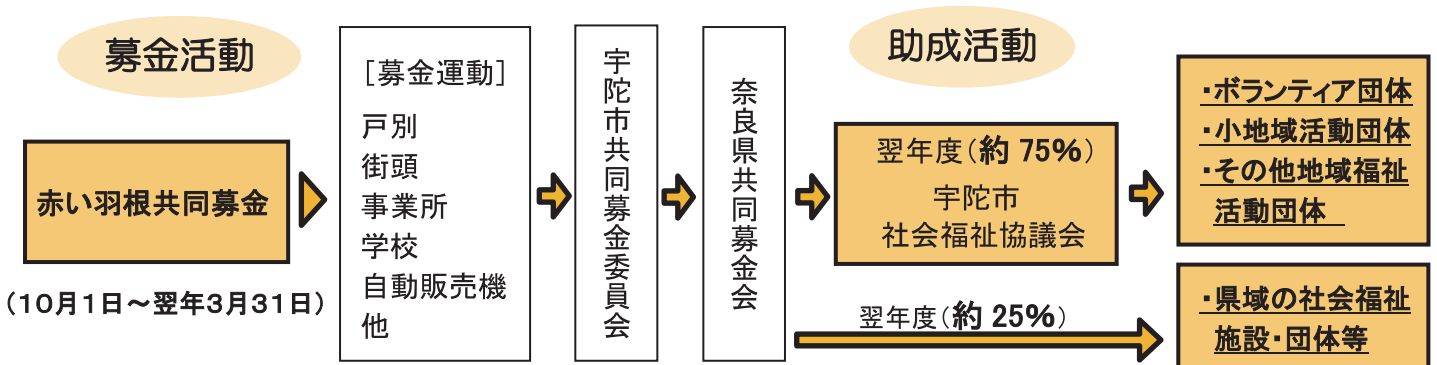 募金活動
赤い羽根共同募金
（10月1日～翌年3月31日）
［募金運動］
戸別
街頭
事業所
学校
自動販売機
他
宇陀市共同募金委員会
奈良県共同募金会
助成活動
翌年度（約 75%）
宇陀市
社会福祉協議会
・ボランティア団体
・小地域活動団体
・その他地域福祉
活動団体
翌年度（約 25%）
・県域の社会福祉
施設・団体等